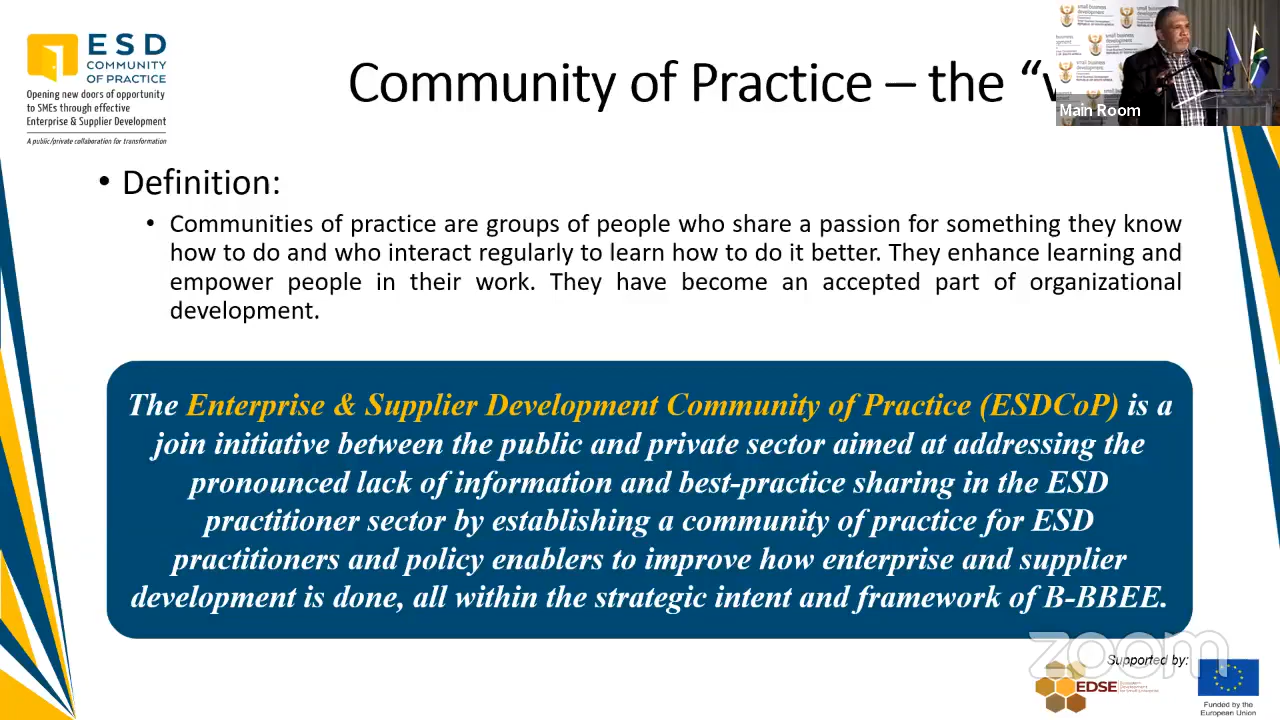 ESD
COMMUNITY
OF PRACTICE
Opening new doors of opportunity
to SMEs through effective
Enterprise & Supplier Development
A public/private collaboration for transformation
Community of Practice – the “
small business
development
Main Room
• Definition:
• Communities of practice are groups of people who share a passion for something they know
how to do and who interact regularly to learn how to do it better. They enhance learning and
empower people in their work. They have become an accepted part of organizational
development.
The Enterprise & Supplier Development Community of Practice (ESDCoP) is a
join initiative between the public and private sector aimed at addressing the
pronounced lack of information and best-practice sharing in the ESD
practitioner sector by establishing a community of practice for ESD
practitioners and policy enablers to improve how enterprise and supplier
development is done, all within the strategic intent and framework of B-BBEE.
zoom
Supported by:
EDSE
Funded by the
European Union